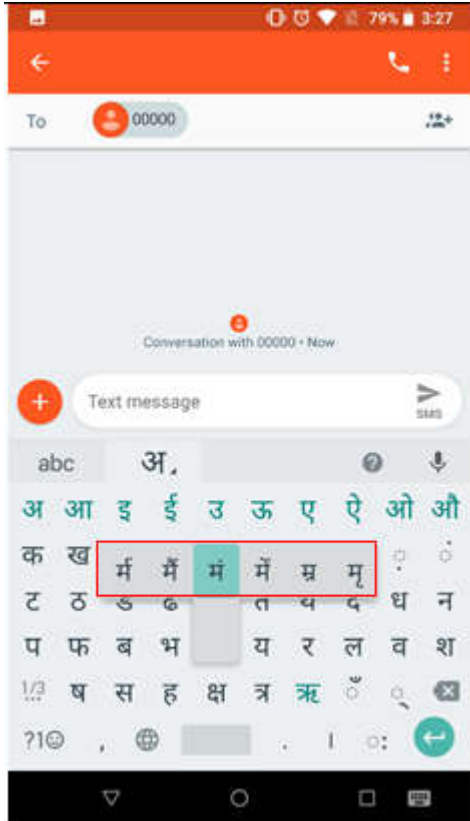 79% 3:27
To 00000
Conversation with 00000 • Now
Text message
SMS
abc अ
अ आ इ ई उ ऊ ए ऐ ओ औ
क ख र्म मैं मं में म्र मृ
ट ठ ड ढ त थ द ध न
प फ ब भ य र ल व श
1/3 ष स ह क्ष त्र ऋ
?1☺ , . । ः